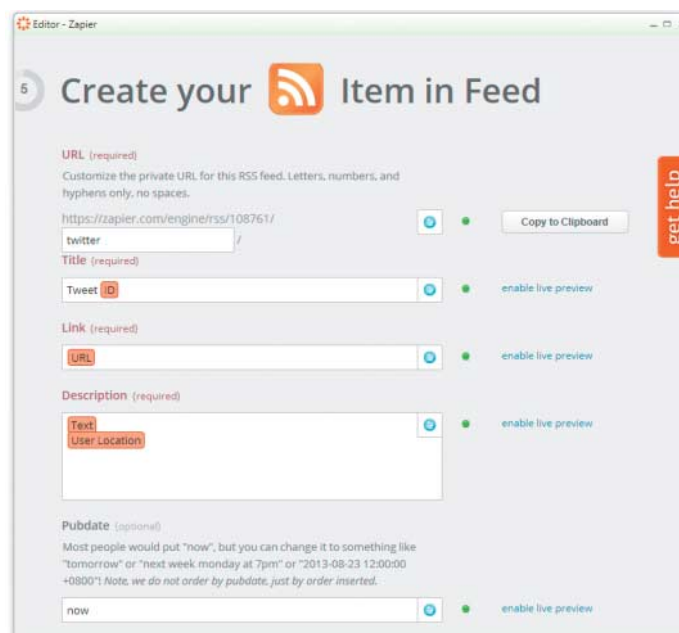 Editor - Zapier
5
Create your Item in Feed
URL (required)
Customize the private URL for this RSS feed. Letters, numbers, and
hyphens only, no spaces.
https://zapier.com/engine/rss/108761/
Copy to Clipboard
twitter /
Title (required)
Tweet ID
enable live preview
Link (required)
URL
enable live preview
Description (required)
Text
enable live preview
User Location
Pubdate (optional)
Most people would put "now", but you can change it to something like
"tomorrow" or "next week monday at 7pm" or "2013-08-23 12:00:00
+0800"! Note, we do not order by pubdate, just by order inserted.
now
enable live preview
get help